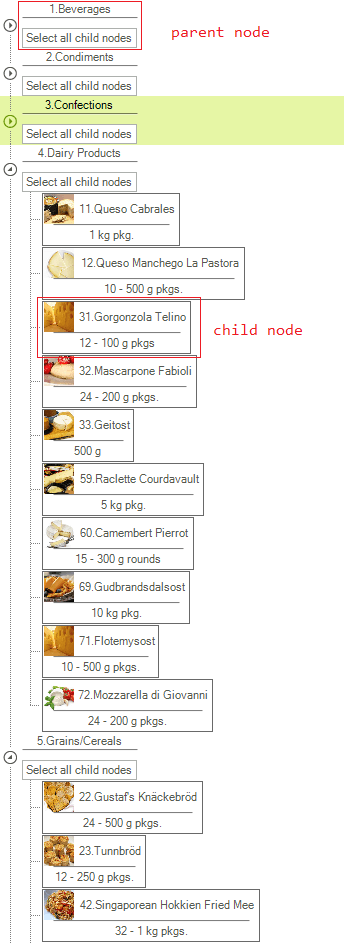 1.Beverages
parent node
Select all child nodes
2.Condiments
Select all child nodes
3.Confections
Select all child nodes
4.Dairy Products
Select all child nodes
11.Queso Cabrales
1 kg pkg.
12.Queso Manchego La Pastora
10 - 500 g pkgs.
31.Gorgonzola Telino
child node
12 - 100 g pkgs
32.Mascarpone Fabioli
24 - 200 g pkgs.
33.Geitost
500 g
59.Raclette Courdavault
5 kg pkg.
60.Camembert Pierrot
15 - 300 g rounds
69.Gudbrandsdalsost
10 kg pkg.
71.Flotemysost
10 - 500 g pkgs.
72.Mozzarella di Giovanni
24 - 200 g pkgs.
5.Grains/Cereals
Select all child nodes
22.Gustaf's Knäckebröd
24 - 500 g pkgs.
23.Tunnbröd
12 - 250 g pkgs.
42.Singaporean Hokkien Fried Mee
32 - 1 kg pkgs.